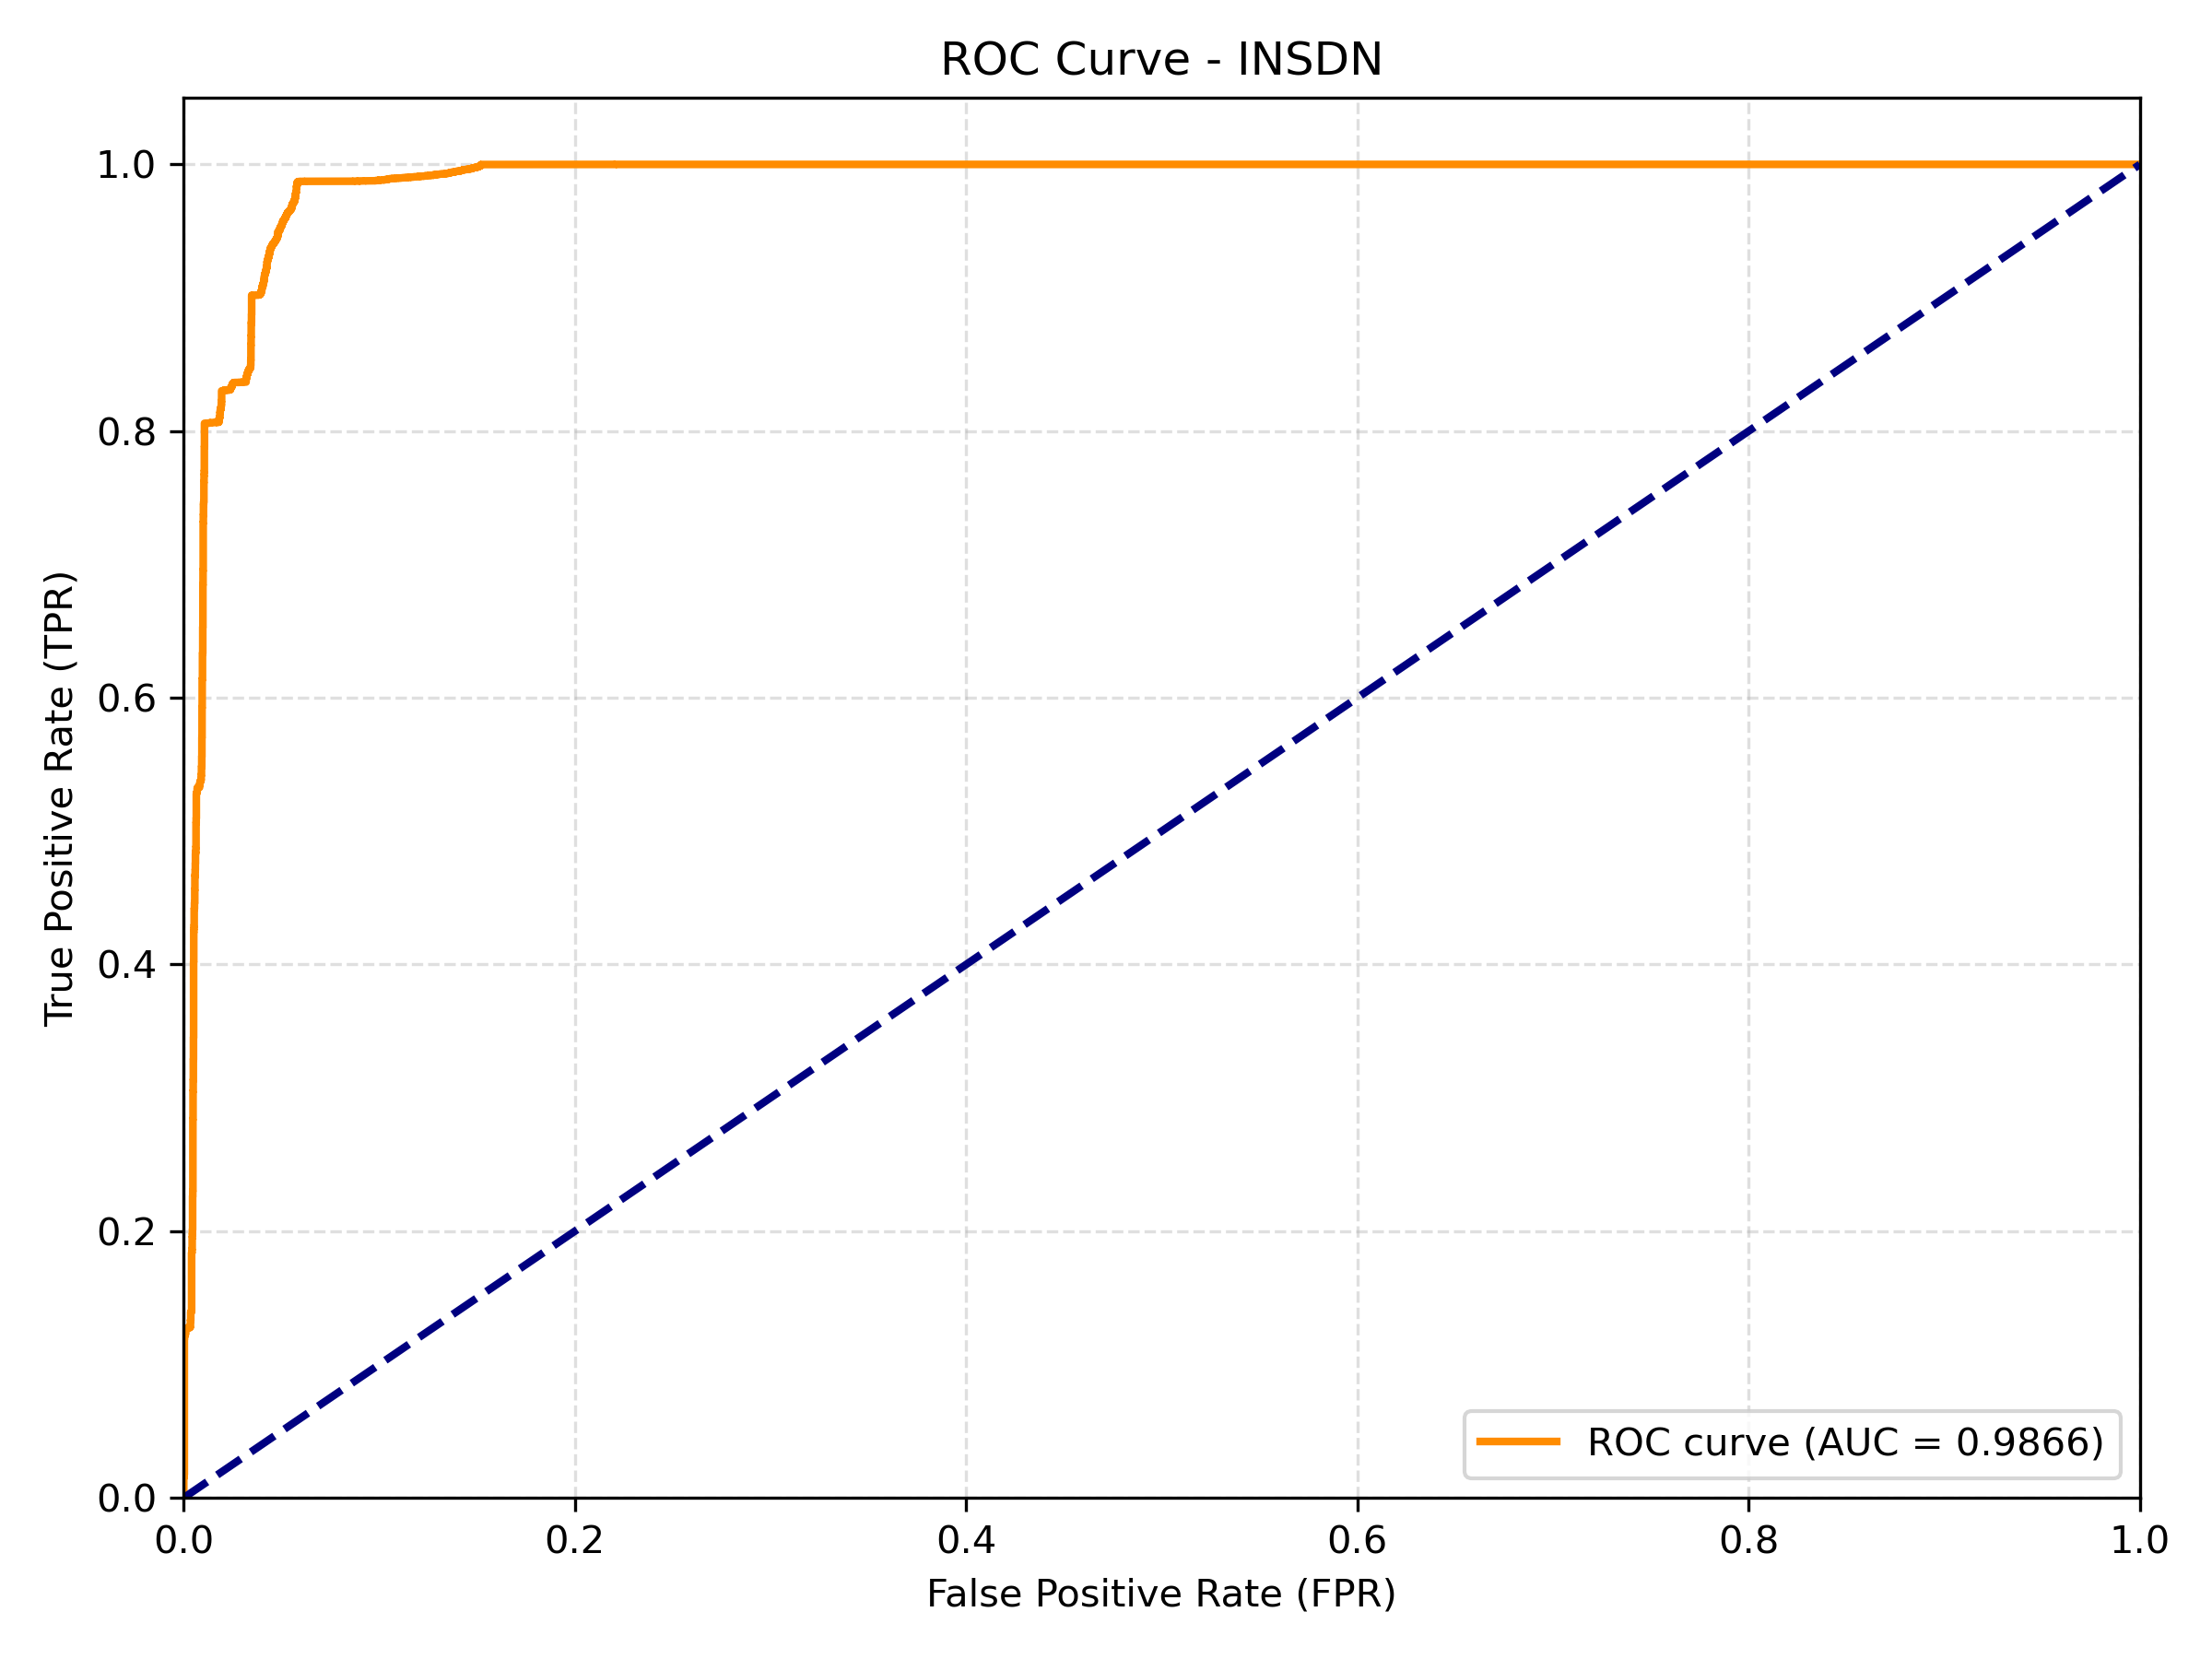 ROC Curve - INSDN
1.0
0.8
0.6
0.4
0.2
0.0
True Positive Rate (TPR)
ROC curve (AUC = 0.9866)
0.0 0.2 0.4 0.6 0.8 1.0
False Positive Rate (FPR)